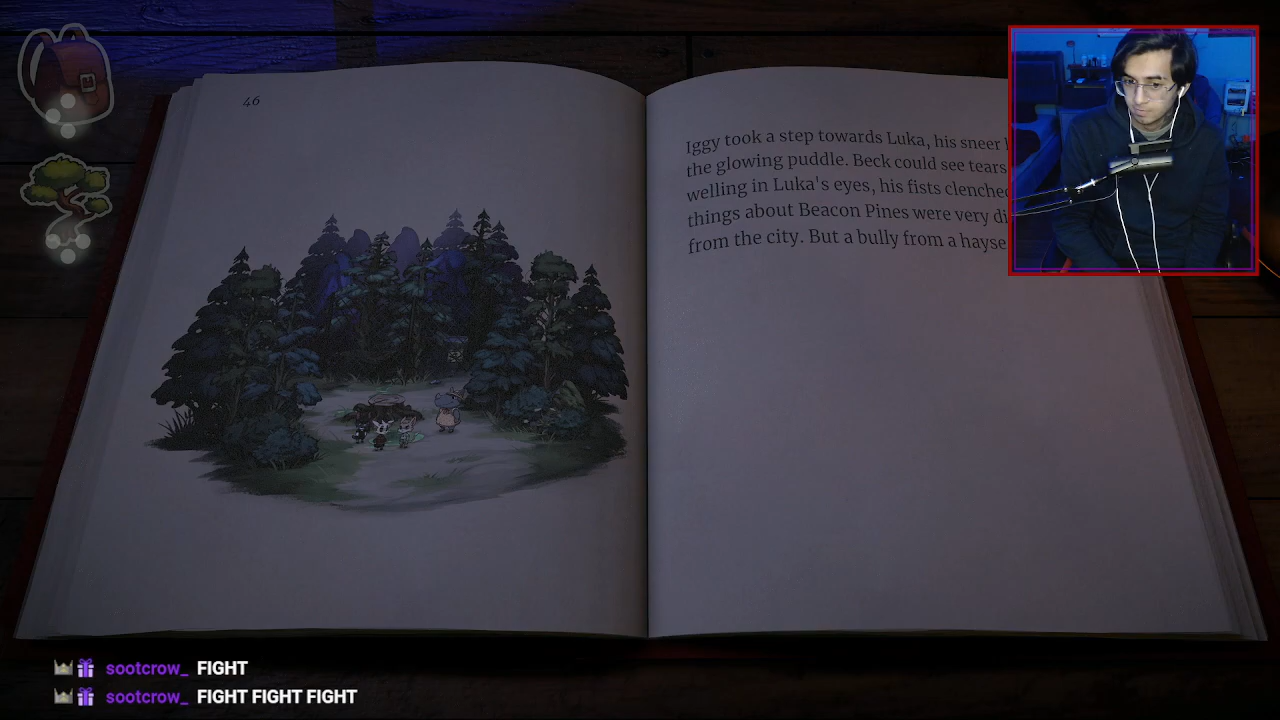 46
Iggy took a step towards Luka, his sneer
the glowing puddle. Beck could see tears
welling in Luka's eyes, his fists clenche
things about Beacon Pines were very di
from the city. But a bully from a hayse
sootcrow_ FIGHT
sootcrow_ FIGHT FIGHT FIGHT